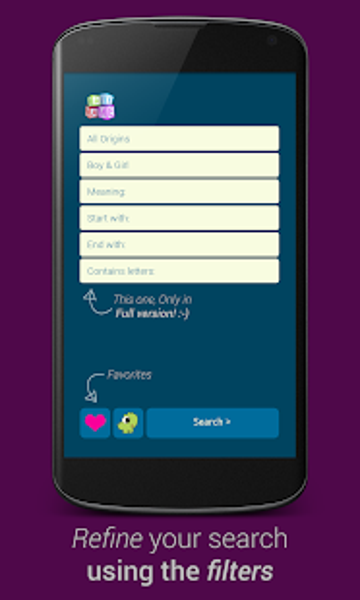 All Origins
Boy & Girl
Meaning:
Start with:
End with:
Contains letters:
This one, Only in
Full version! :-)
Favorites
Search >
Refine your search
using the filters